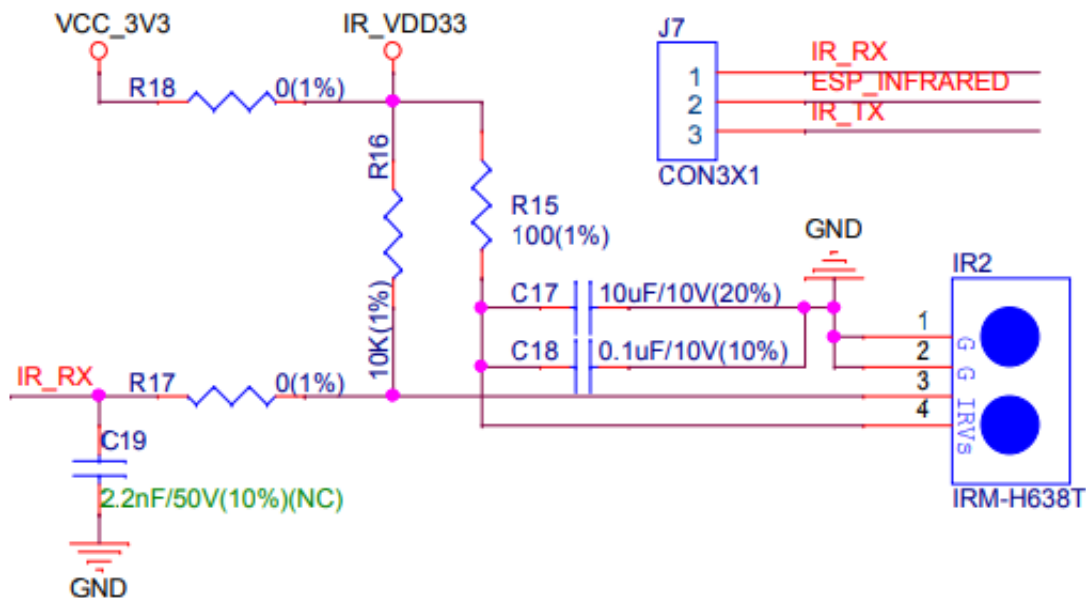 VCC_3V3
IR_VDD33
J7
R18
0(1%)
1
IR_RX
2
ESP_INFRARED
3
IR_TX
CON3X1
R16
10K(1%)
R15
100(1%)
GND
IR2
C17
10uF/10V(20%)
C18
0.1uF/10V(10%)
1
G
2
G
3
IR
4
Vs
IR_RX
R17
0(1%)
C19
2.2nF/50V(10%)(NC)
IRM-H638T
GND